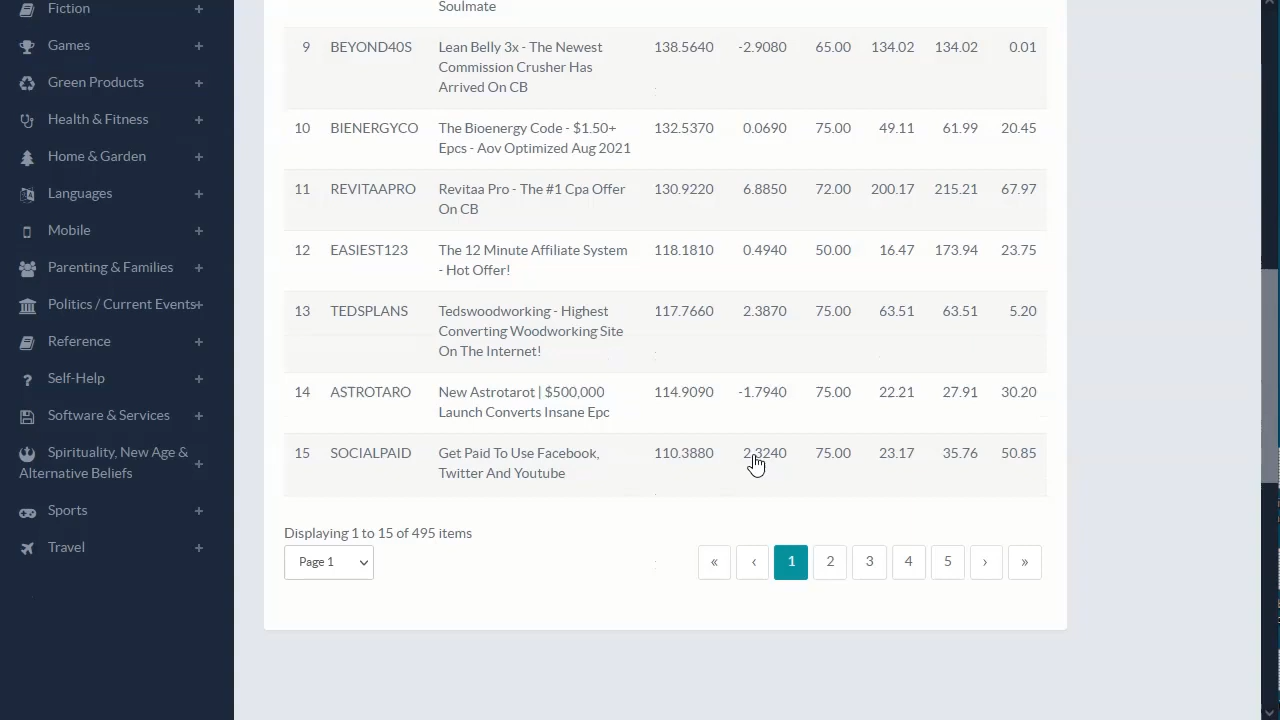 Fiction +
Games +
Green Products +
Health & Fitness +
Home & Garden +
Languages +
Mobile +
Parenting & Families +
Politics / Current Events+
Reference +
Self-Help +
Software & Services +
Spirituality, New Age &
Alternative Beliefs +
Sports +
Travel +
Soulmate
9 BEYOND40S Lean Belly 3x - The Newest 138.5640 -2.9080 65.00 134.02 134.02 0.01
Commission Crusher Has
Arrived On CB
10 BIENERGYCO The Bioenergy Code - $1.50+ 132.5370 0.0690 75.00 49.11 61.99 20.45
Epcs - Aov Optimized Aug 2021
11 REVITAAPRO Revitaa Pro - The #1 Cpa Offer 130.9220 6.8850 72.00 200.17 215.21 67.97
On CB
12 EASIEST123 The 12 Minute Affiliate System 118.1810 0.4940 50.00 16.47 173.94 23.75
- Hot Offer!
13 TEDSPLANS Tedswoodworking - Highest 117.7660 2.3870 75.00 63.51 63.51 5.20
Converting Woodworking Site
On The Internet!
14 ASTROTARO New Astrotarot | $500,000 114.9090 -1.7940 75.00 22.21 27.91 30.20
Launch Converts Insane Epc
15 SOCIALPAID Get Paid To Use Facebook, 110.3880 2.3240 75.00 23.17 35.76 50.85
Twitter And Youtube
Displaying 1 to 15 of 495 items
Page 1 « ‹ 1 2 3 4 5 › »